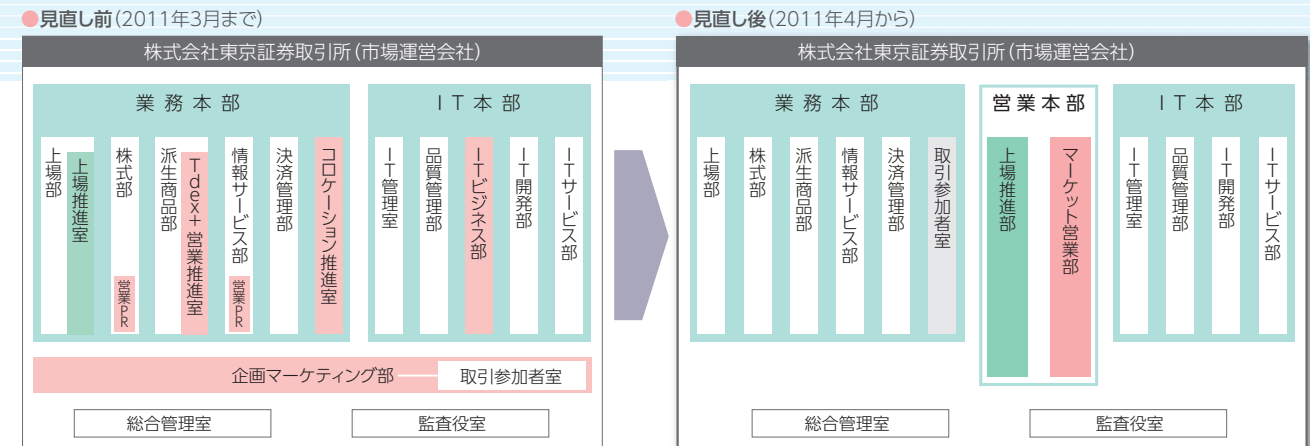 ●見直し前(2011年3月まで)
株式会社東京証券取引所(市場運営会社)
業務本部
上場部
上場推進室
株式部
営業PR
派生商品部
Tdex+営業推進室
情報サービス部
営業PR
決済管理部
コロケーション推進室
IT本部
IT管理室
品質管理部
ITビジネス部
IT開発部
ITサービス部
企画マーケティング部
取引参加者室
総合管理室
監査役室
●見直し後(2011年4月から)
株式会社東京証券取引所(市場運営会社)
業務本部
上場部
株式部
派生商品部
情報サービス部
決済管理部
取引参加者室
営業本部
上場推進部
マーケット営業部
IT本部
IT管理室
品質管理部
IT開発部
ITサービス部
総合管理室
監査役室